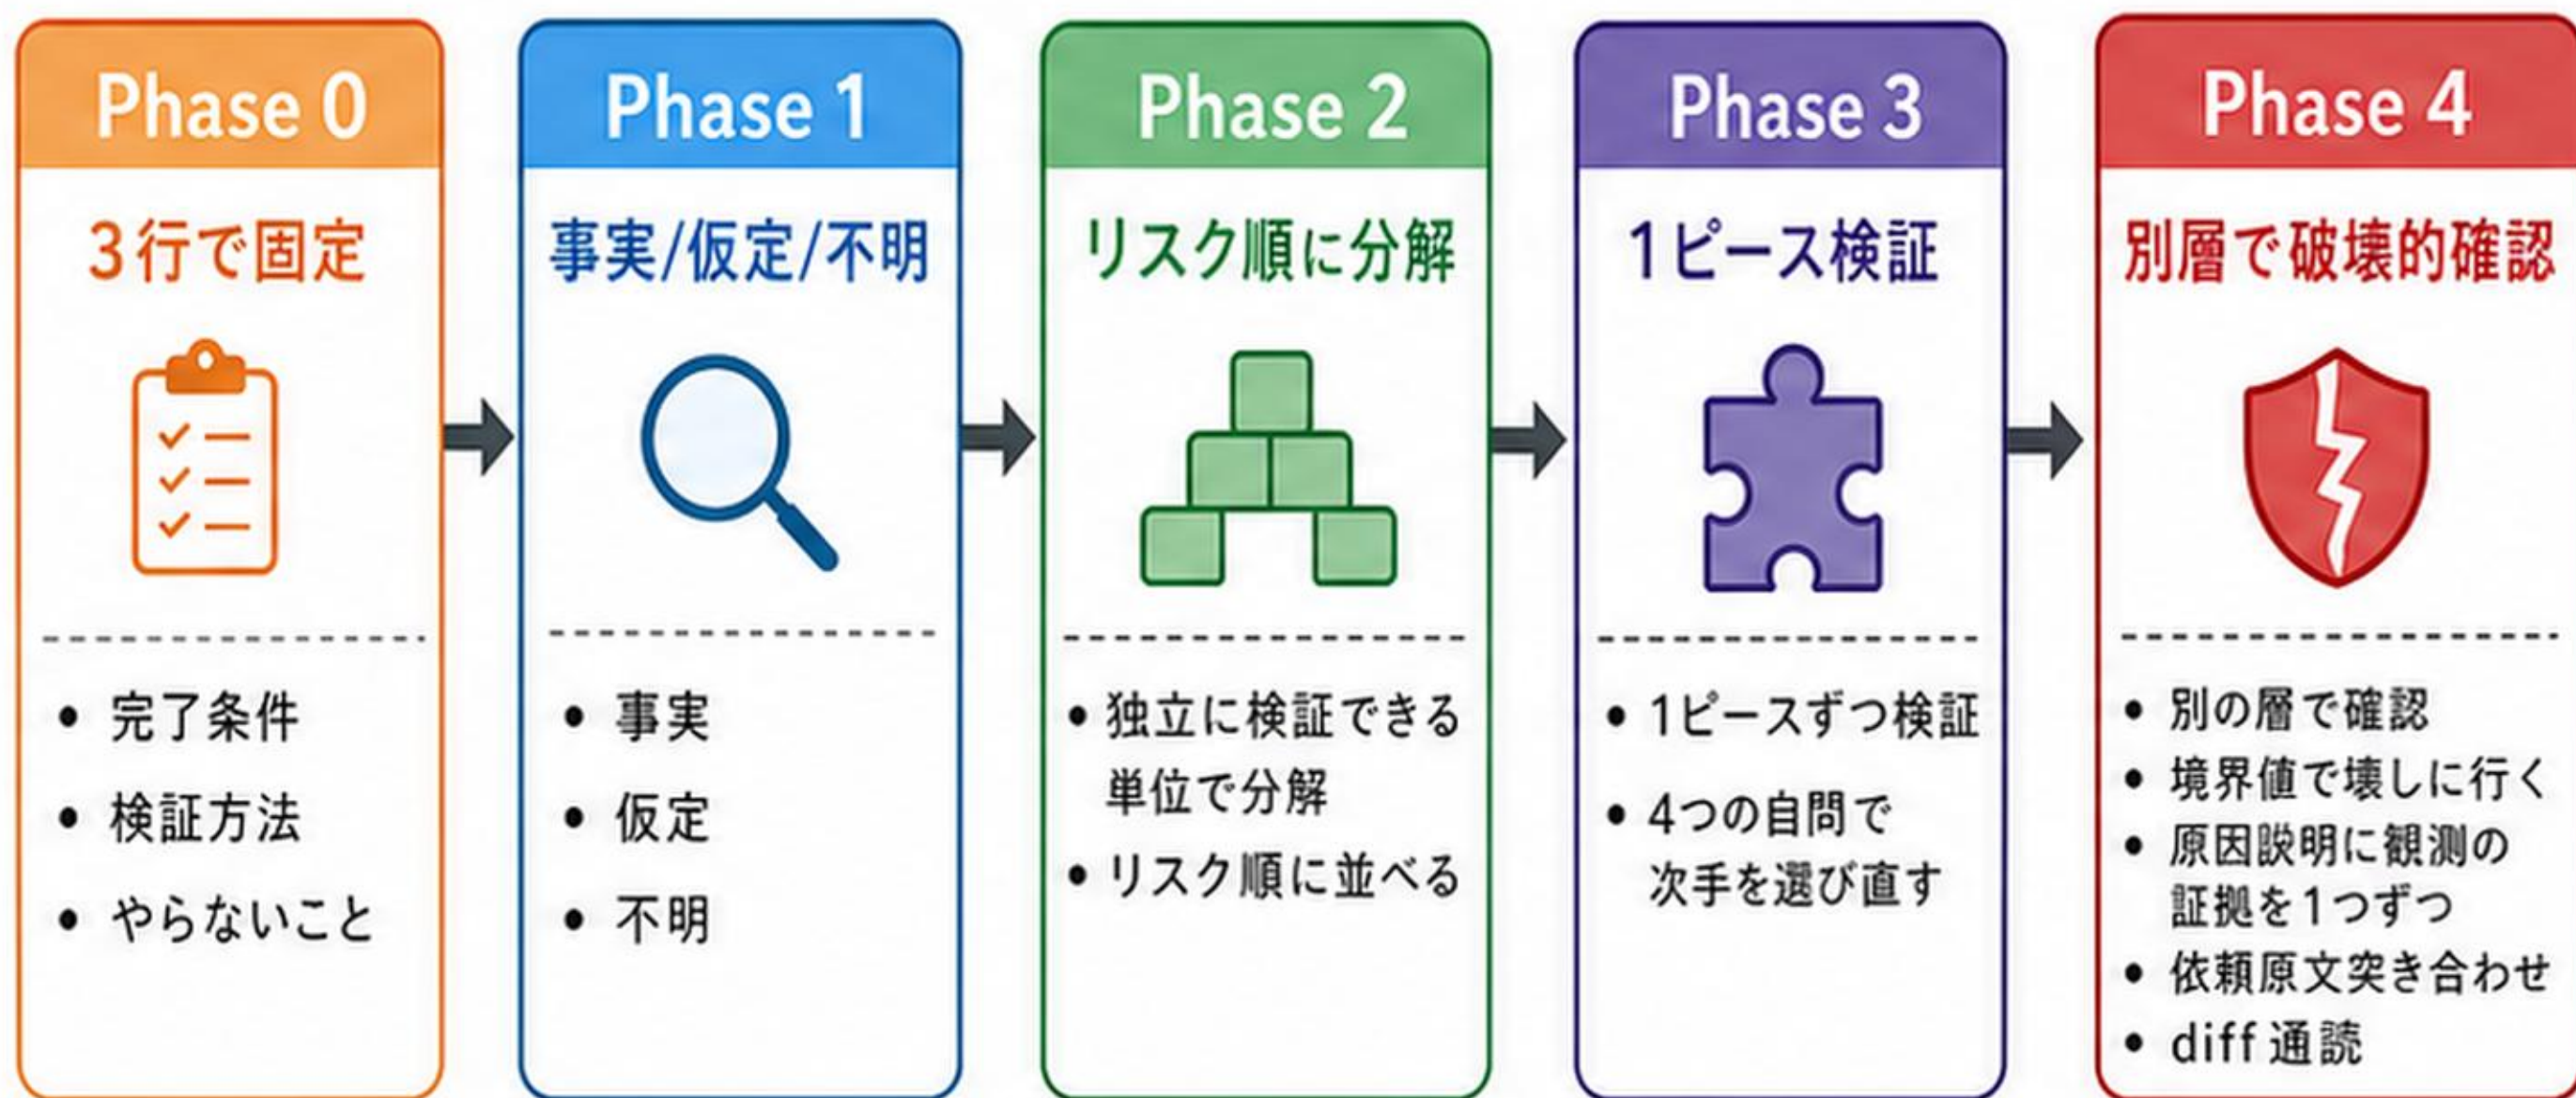 Phase 0
3行で固定
• 完了条件
• 検証方法
• やらないこと
Phase 1
事実/仮定/不明
• 事実
• 仮定
• 不明
Phase 2
リスク順に分解
• 独立に検証できる
単位で分解
• リスク順に並べる
Phase 3
1ピース検証
• 1ピースずつ検証
• 4つの自問で
次手を選び直す
Phase 4
別層で破壊的確認
• 別の層で確認
• 境界値で壊しに行く
• 原因説明に観測の
証拠を1つずつ
• 依頼原文突き合わせ
• diff 通読